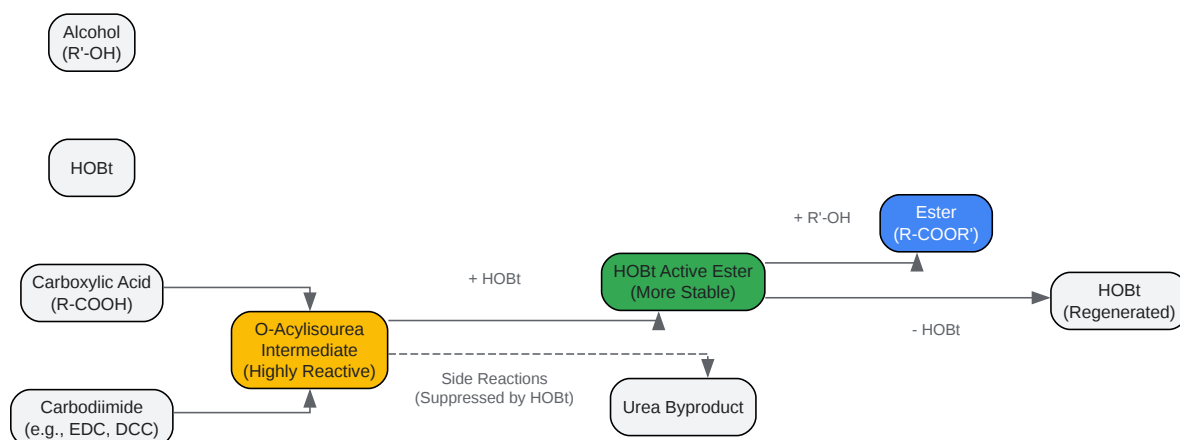 Alcohol
(R'-OH)
HOBt
Carboxylic Acid
(R-COOH)
Carbodiimide
(e.g., EDC, DCC)
O-Acylisourea
Intermediate
(Highly Reactive)
+ HOBt
Side Reactions
(Suppressed by HOBt)
HOBt Active Ester
(More Stable)
Urea Byproduct
+ R'-OH
Ester
(R-COOR')
- HOBt
HOBt
(Regenerated)